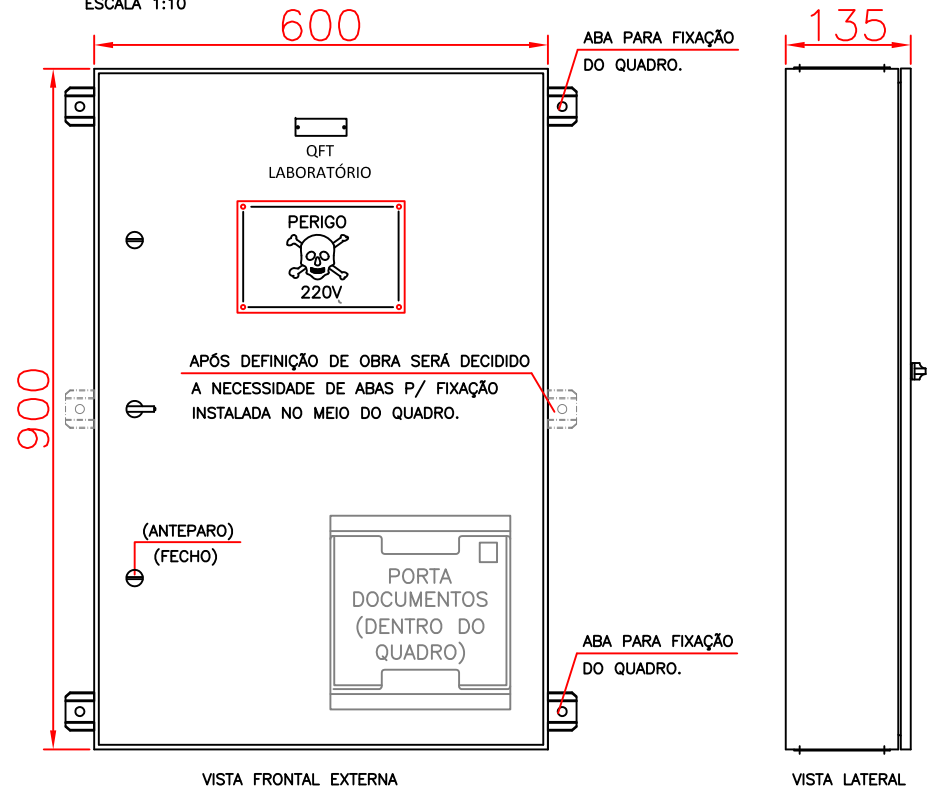 ESCALA 1:10
600
135
ABA PARA FIXAÇÃO
DO QUADRO.
QFT
LABORATÓRIO
PERIGO
220V
APÓS DEFINIÇÃO DE OBRA SERÁ DECIDIDO
A NECESSIDADE DE ABAS P/ FIXAÇÃO
INSTALADA NO MEIO DO QUADRO.
900
(ANTEPARO)
(FECHO)
PORTA
DOCUMENTOS
(DENTRO DO
QUADRO)
ABA PARA FIXAÇÃO
DO QUADRO.
VISTA FRONTAL EXTERNA
VISTA LATERAL